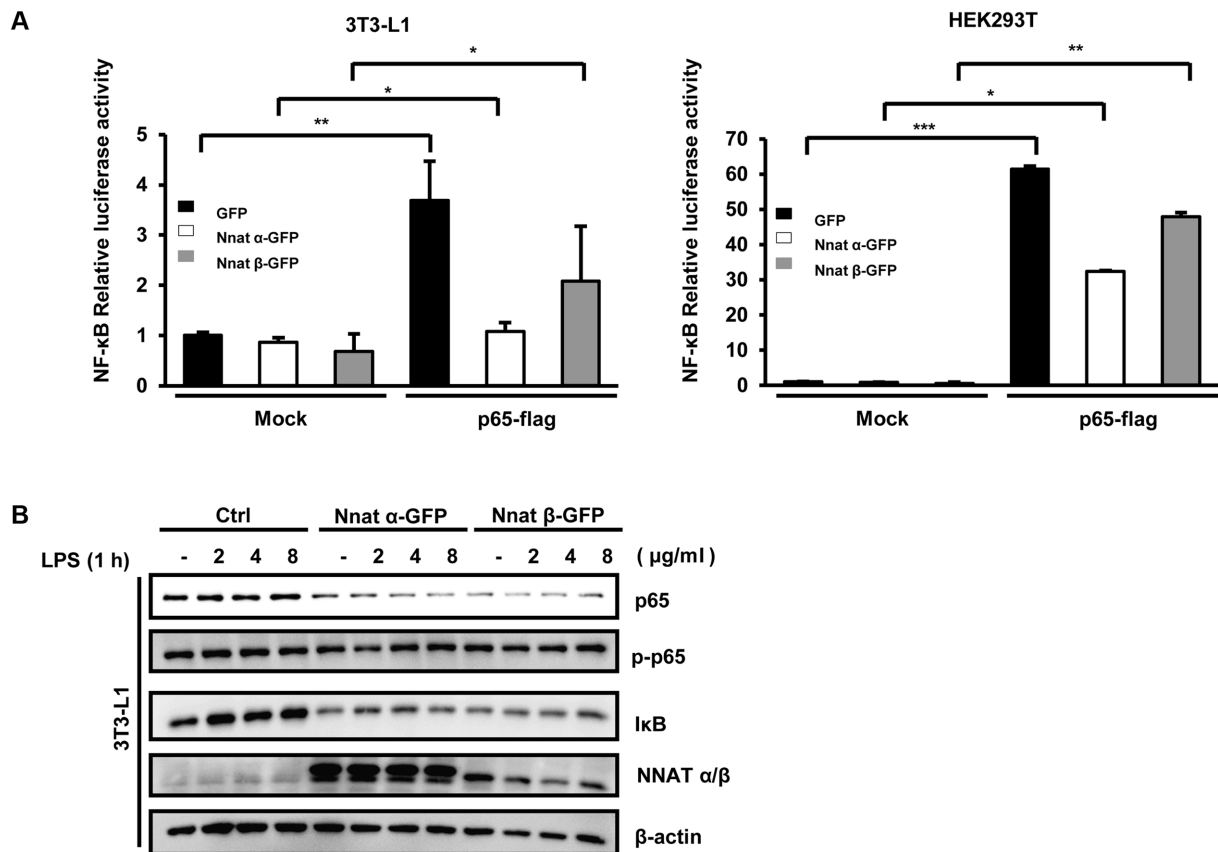 A
3T3-L1
*
*
**
NF-κB Relative luciferase activity
5
4
3
2
1
0
GFP
Nnat α-GFP
Nnat β-GFP
Mock
p65-flag
HEK293T
**
*
***
NF-κB Relative luciferase activity
70
60
50
40
30
20
10
0
GFP
Nnat α-GFP
Nnat β-GFP
Mock
p65-flag
B
Ctrl
Nnat α-GFP
Nnat β-GFP
LPS (1 h) - 2 4 8 - 2 4 8 - 2 4 8 ( μg/ml )
3T3-L1
p65
p-p65
IκB
NNAT α/β
β-actin